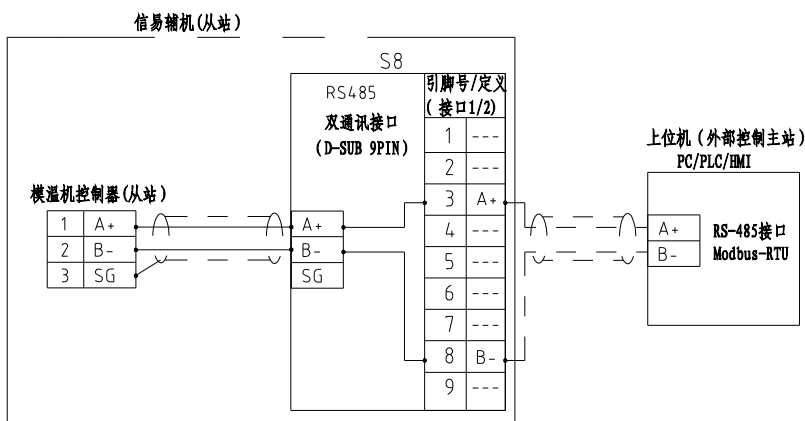 信易辅机(从站)
S8
RS485
双通讯接口
(D-SUB 9PIN)
引脚号/定义
(接口1/2)
1 ---
2 ---
3 A+
4 ---
5 ---
6 ---
7 ---
8 B-
9 ---
模温机控制器(从站)
1 A+
2 B-
3 SG
A+
B-
SG
上位机(外部控制主站)
PC/PLC/HMI
A+
B-
RS-485接口
Modbus-RTU